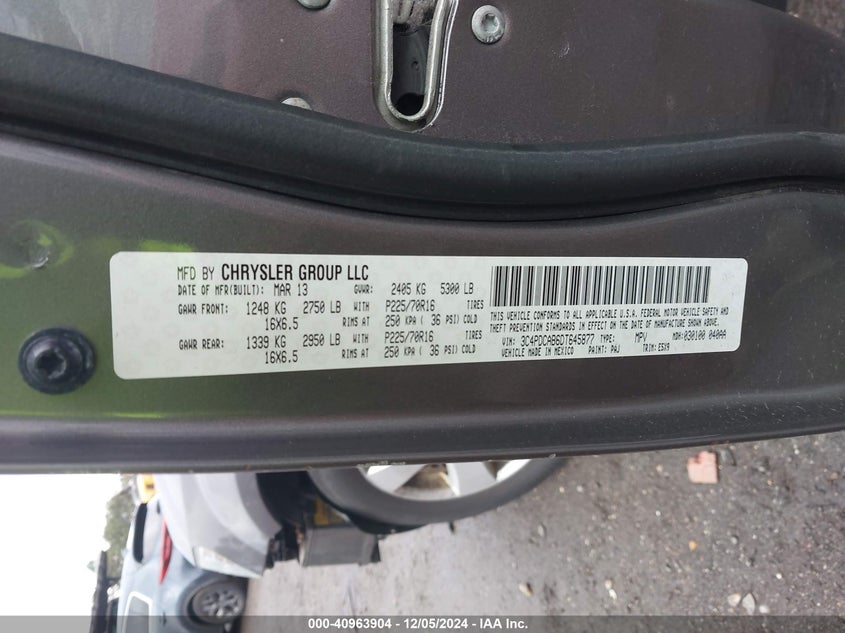 MFD BY CHRYSLER GROUP LLC
DATE OF MFR(BUILT): MAR 13 GVWR: 2405 KG 5300 LB
GAWR FRONT: 1248 KG 2750 LB WITH P225/70R16 TIRES
16X6.5 RIMS AT 250 KPA ( 36 PSI) COLD
GAWR REAR: 1339 KG 2950 LB WITH P225/70R16 TIRES
16X6.5 RIMS AT 250 KPA ( 36 PSI) COLD
THIS VEHICLE CONFORMS TO ALL APPLICABLE U.S.A. FEDERAL MOTOR VEHICLE SAFETY AND
THEFT PREVENTION STANDARDS IN EFFECT ON THE DATE OF MANUFACTURE SHOWN ABOVE.
VIN: 3C4PDCAB6DT645877 TYPE: MPV MDH: 030100 040AA
VEHICLE MADE IN MEXICO PAINT: PAJ TRIM: E5X9
000-40963904 - 12/05/2024 - IAA Inc.